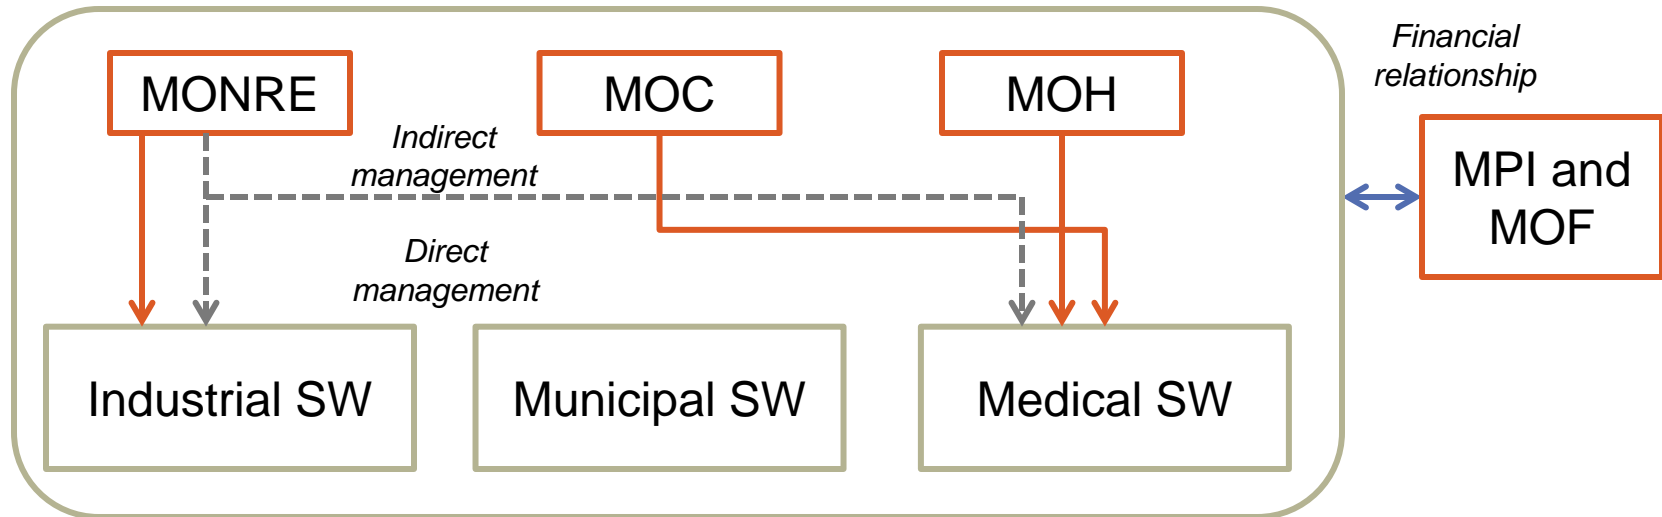 Financial
relationship
MONRE
MOC
MOH
Indirect
management
MPI and
MOF
Direct
management
Industrial SW
Municipal SW
Medical SW